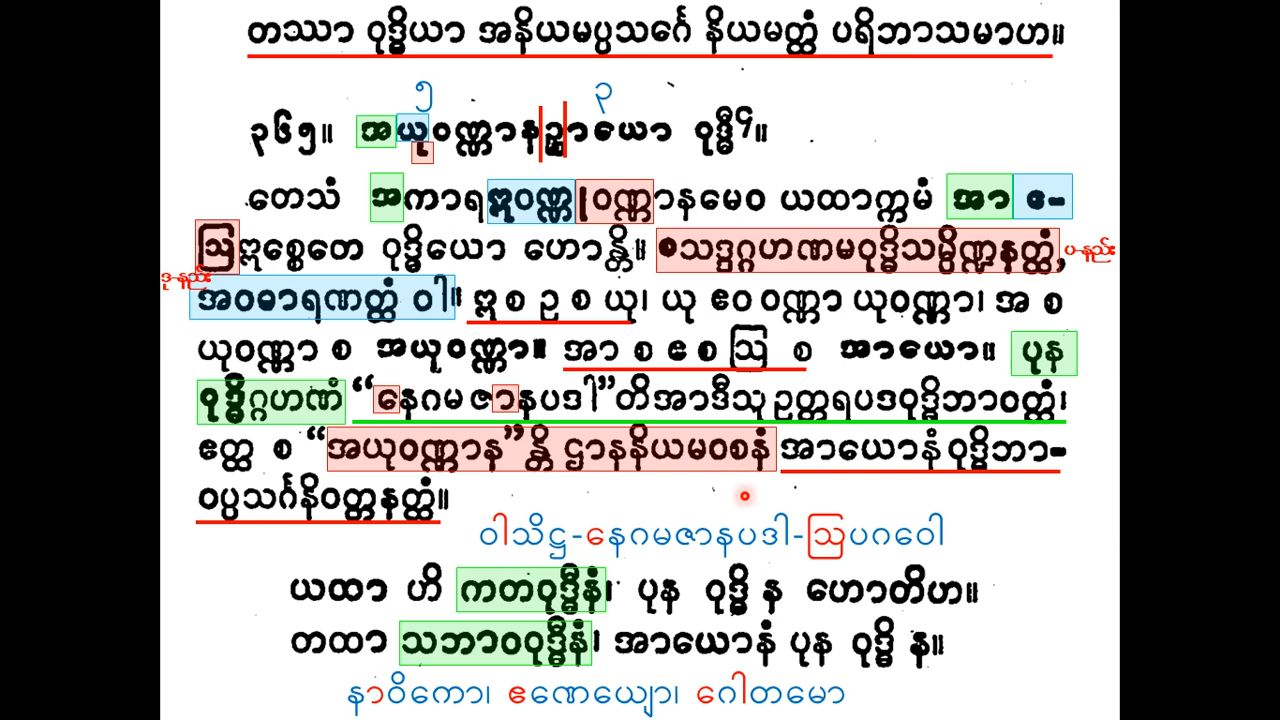 တဿာ ဝုဒ္ဓိယာ အနိယမပ္ပသင်္ဂေ နိယမတ္ထံ ပရိဘာသမာဟ။
၅ ၃
၃၆၅။ အယုဝဏ္ဏာနဉ္စာယော ဝုဒ္ဓီ၄။
တေသံ အကာရဣဝဏ္ဏုဝဏ္ဏာနမေဝ ယထာက္ကမံ အာ ဧ-
ဩဣစ္စေတေ ဝုဒ္ဓိယော ဟောန္တိ။ စသဒ္ဒဂ္ဂဟဏမဝုဒ္ဓိသမ္ပိဏ္ဍနတ္ထံ, ပ-နည်း
ဒု-နည်း
အဝဓာရဏတ္ထံ ဝါ။ ဣ စ ဥ စ ယု၊ ယု ဧဝ ဝဏ္ဏာ ယုဝဏ္ဏာ၊ အ စ
ယုဝဏ္ဏာ စ အယုဝဏ္ဏာ။ အာ စ ဧ စ ဩ စ အာယော။ ပုန
ဝုဒ္ဓိဂ္ဂဟဏံ “နေဂမဇာနပဒါ”တိအာဒီသု ဥတ္တရပဒဝုဒ္ဓိဘာဝတ္ထံ၊
ဧတ္ထ စ “အယုဝဏ္ဏာန”န္တိ ဌာနနိယမဝစနံ အာယောနံ ဝုဒ္ဓိဘာ-
ဝပ္ပသင်္ဂနိဝတ္တနတ္ထံ။
ဝါသိဋ္ဌ-နေဂမဇာနပဒါ-ဩပဂဝေါ
ယထာ ဟိ ကတဝုဒ္ဓီနံ၊ ပုန ဝုဒ္ဓိ န ဟောတိဟ။
တထာ သဘာဝဝုဒ္ဓီနံ၊ အာယောနံ ပုန ဝုဒ္ဓိ န။
နာဝိကော၊ ဧဏေယျော၊ ဂေါတမော